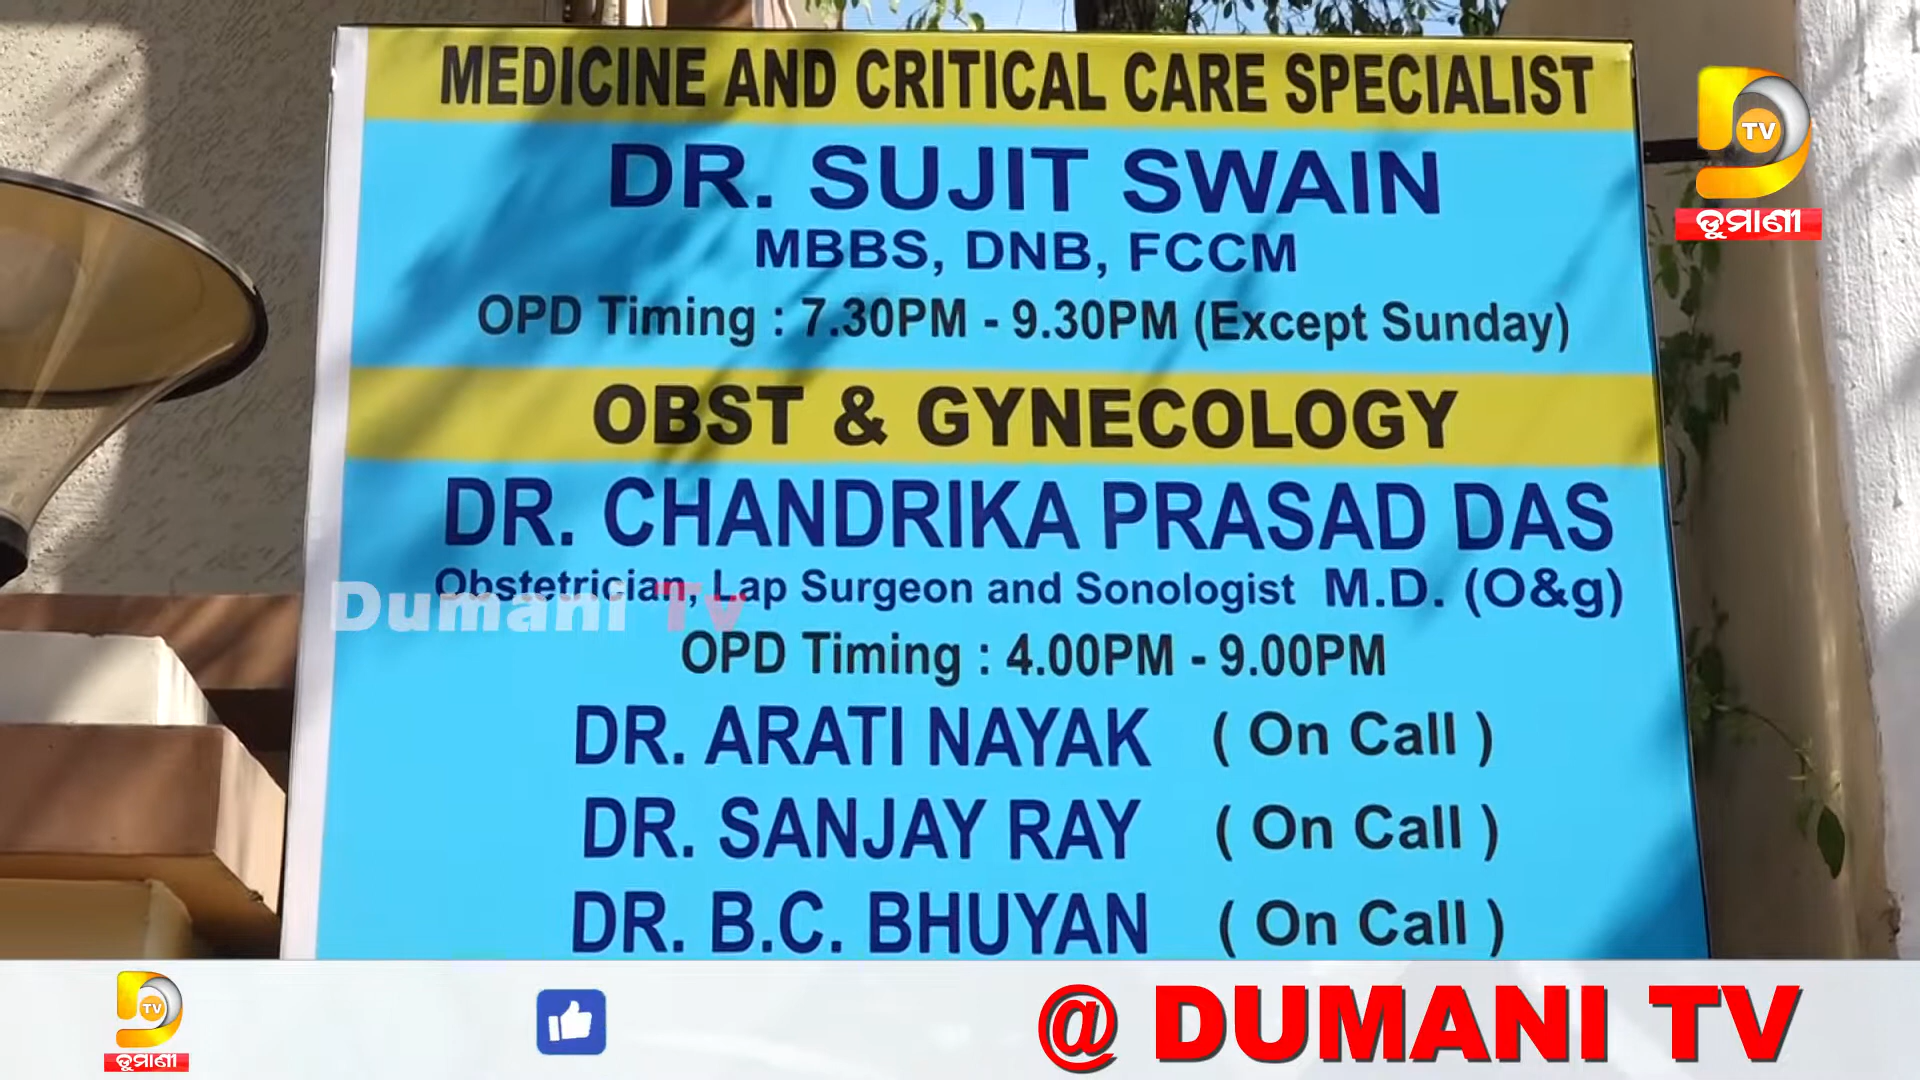 MEDICINE AND CRITICAL CARE SPECIALIST
TV
ଡୁମାଣୀ
DR. SUJIT SWAIN
MBBS, DNB, FCCM
OPD Timing : 7.30PM - 9.30PM (Except Sunday)
OBST & GYNECOLOGY
DR. CHANDRIKA PRASAD DAS
Obstetrician, Lap Surgeon and Sonologist M.D. (O&g)
Dumani Tv
OPD Timing : 4.00PM - 9.00PM
DR. ARATI NAYAK ( On Call )
DR. SANJAY RAY ( On Call )
DR. B.C. BHUYAN ( On Call )
TV
ଡୁମାଣୀ
@ DUMANI TV